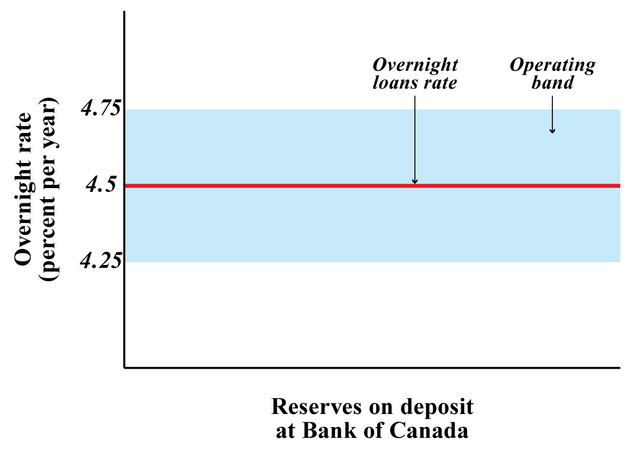 Overnight
loans rate
Operating
band
4.75
4.5
4.25
Overnight rate
(percent per year)
Reserves on deposit
at Bank of Canada